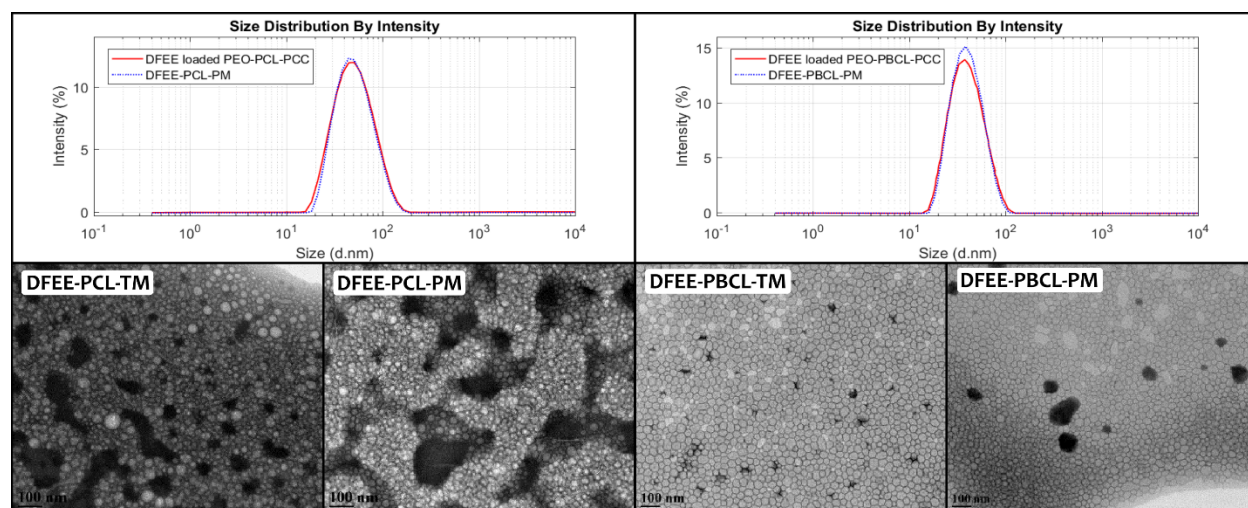 Size Distribution By Intensity
DFEE loaded PEO-PCL-PCC
DFEE-PCL-PM
Intensity (%)
10
5
0
10-1
100
101
102
103
104
Size (d.nm)
Size Distribution By Intensity
DFEE loaded PEO-PBCL-PCC
DFEE-PBCL-PM
Intensity (%)
15
10
5
0
10-1
100
101
102
103
104
Size (d.nm)
DFEE-PCL-TM
100 nm
DFEE-PCL-PM
100 nm
DFEE-PBCL-TM
100 nm
DFEE-PBCL-PM
100 nm